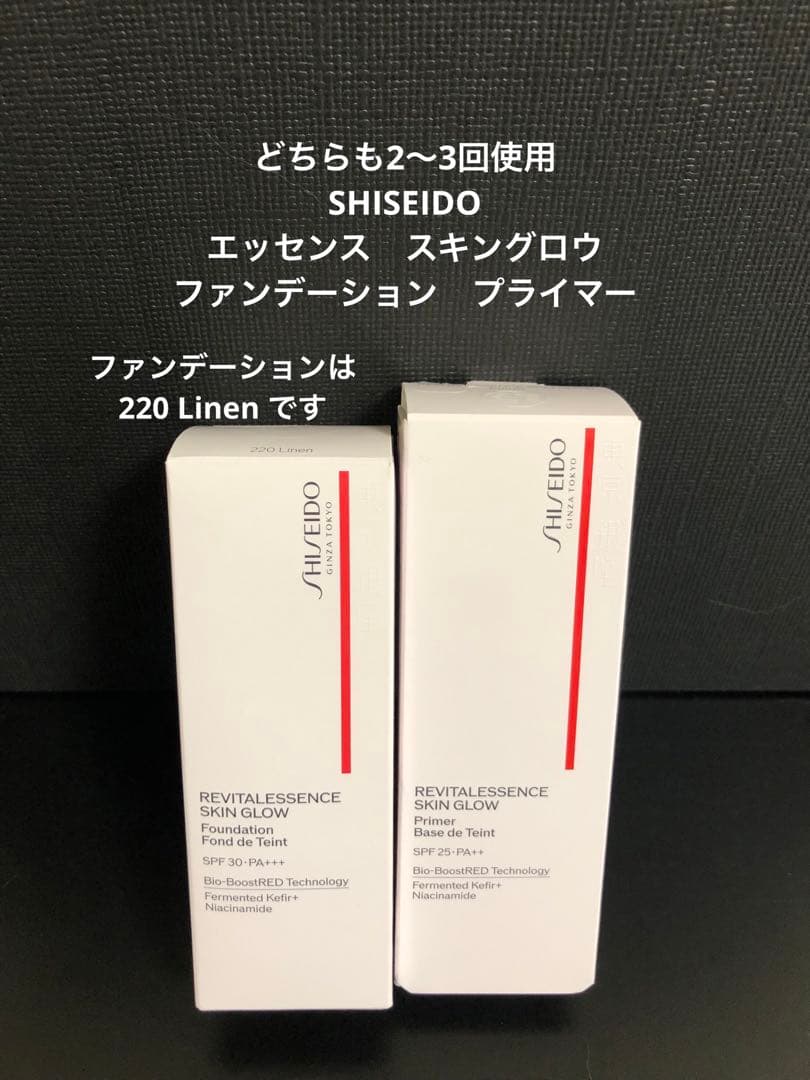 どちらも2〜3回使用
SHISEIDO
エッセンス　スキングロウ
ファンデーション　プライマー
ファンデーションは
220 Linen です
220 Linen
SHISEIDO
GINZA TOKYO
REVITALESSENCE
SKIN GLOW
Foundation
Fond de Teint
SPF 30･PA+++
Bio-BoostRED Technology
Fermented Kefir+
Niacinamide
SHISEIDO
GINZA TOKYO
REVITALESSENCE
SKIN GLOW
Primer
Base de Teint
SPF 25･PA++
Bio-BoostRED Technology
Fermented Kefir+
Niacinamide